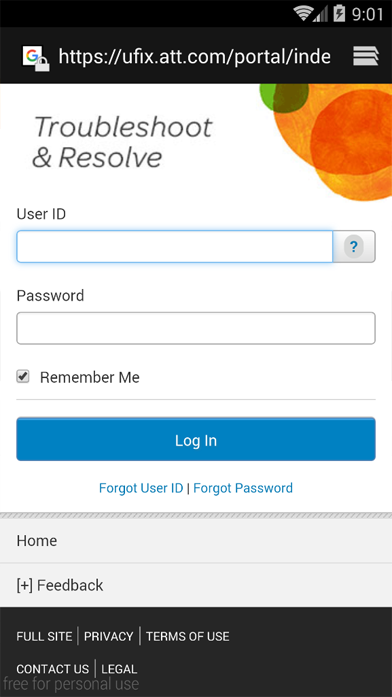 9:01
https://ufix.att.com/portal/inde
Troubleshoot
& Resolve
User ID
?
Password
Remember Me
Log In
Forgot User ID | Forgot Password
Home
[+] Feedback
FULL SITE | PRIVACY | TERMS OF USE
CONTACT US | LEGAL
free for personal use